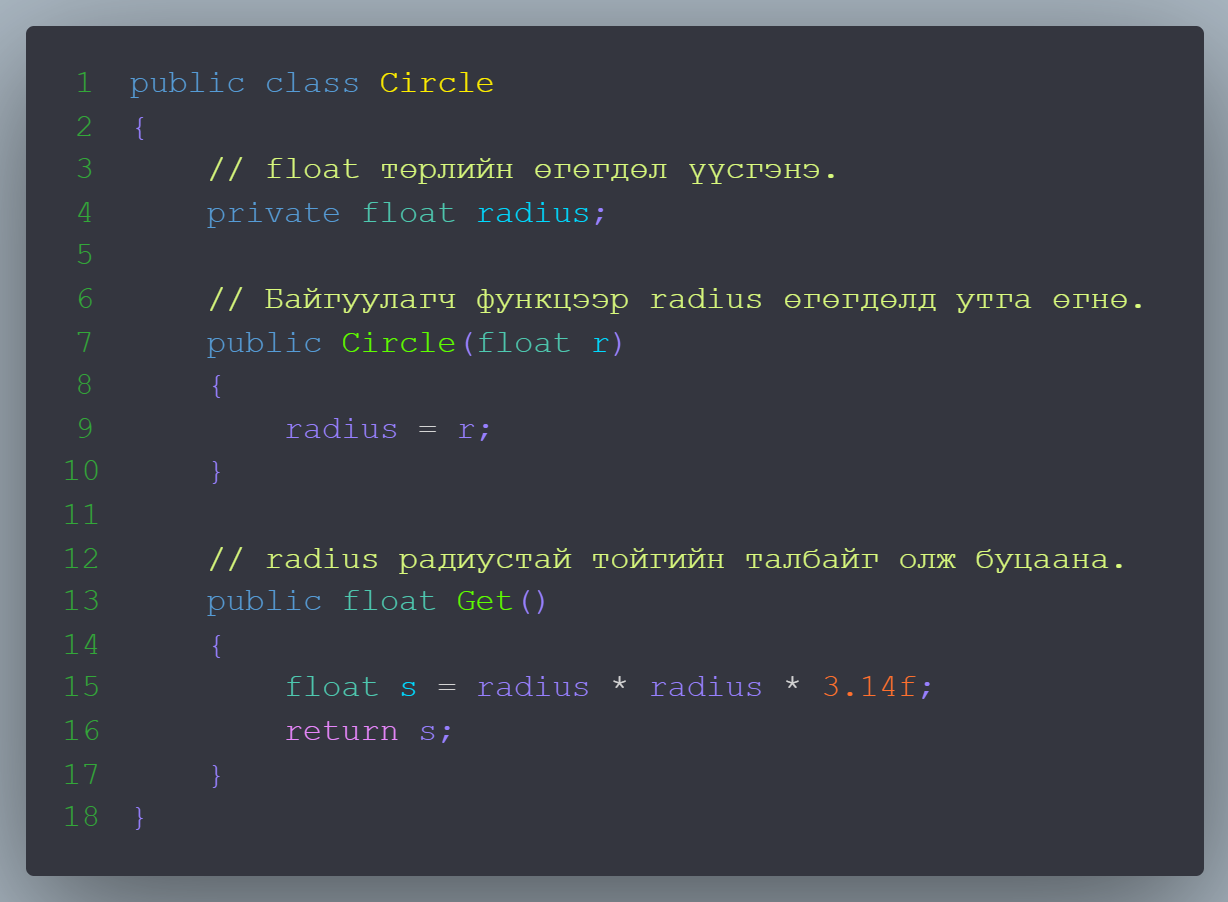 1 public class Circle
2 {
3     // float төрлийн өгөгдөл үүсгэнэ.
4     private float radius;
5
6     // Байгуулагч функцээр radius өгөгдөлд утга өгнө.
7     public Circle(float r)
8     {
9         radius = r;
10     }
11
12     // radius радиустай тойгийн талбайг олж буцаана.
13     public float Get()
14     {
15         float s = radius * radius * 3.14f;
16         return s;
17     }
18 }